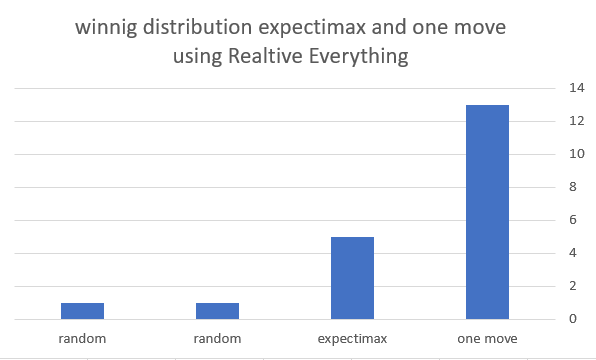 winnig distribution expectimax and one move
using Realtive Everything
14
12
10
8
6
4
2
0
random random expectimax one move